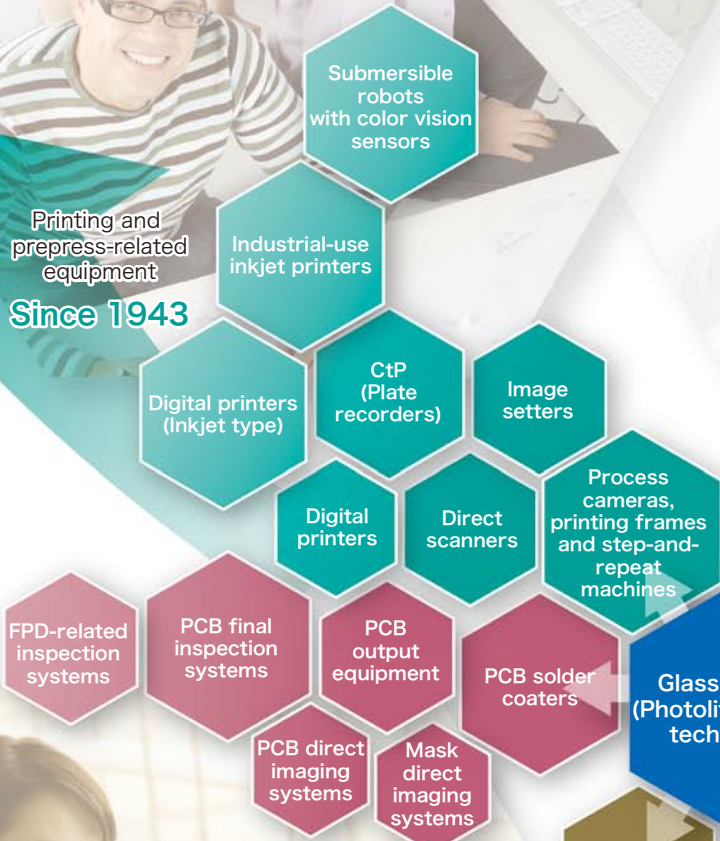 Submersible
robots
with color vision
sensors
Printing and
prepress-related
equipment
Since 1943
Industrial-use
inkjet printers
Digital printers
(Inkjet type)
CtP
(Plate
recorders)
Image
setters
Digital
printers
Direct
scanners
Process
cameras,
printing frames
and step-and-
repeat
machines
FPD-related
inspection
systems
PCB final
inspection
systems
PCB
output
equipment
PCB solder
coaters
Glass
(Photolit
tech
PCB direct
imaging
systems
Mask
direct
imaging
systems